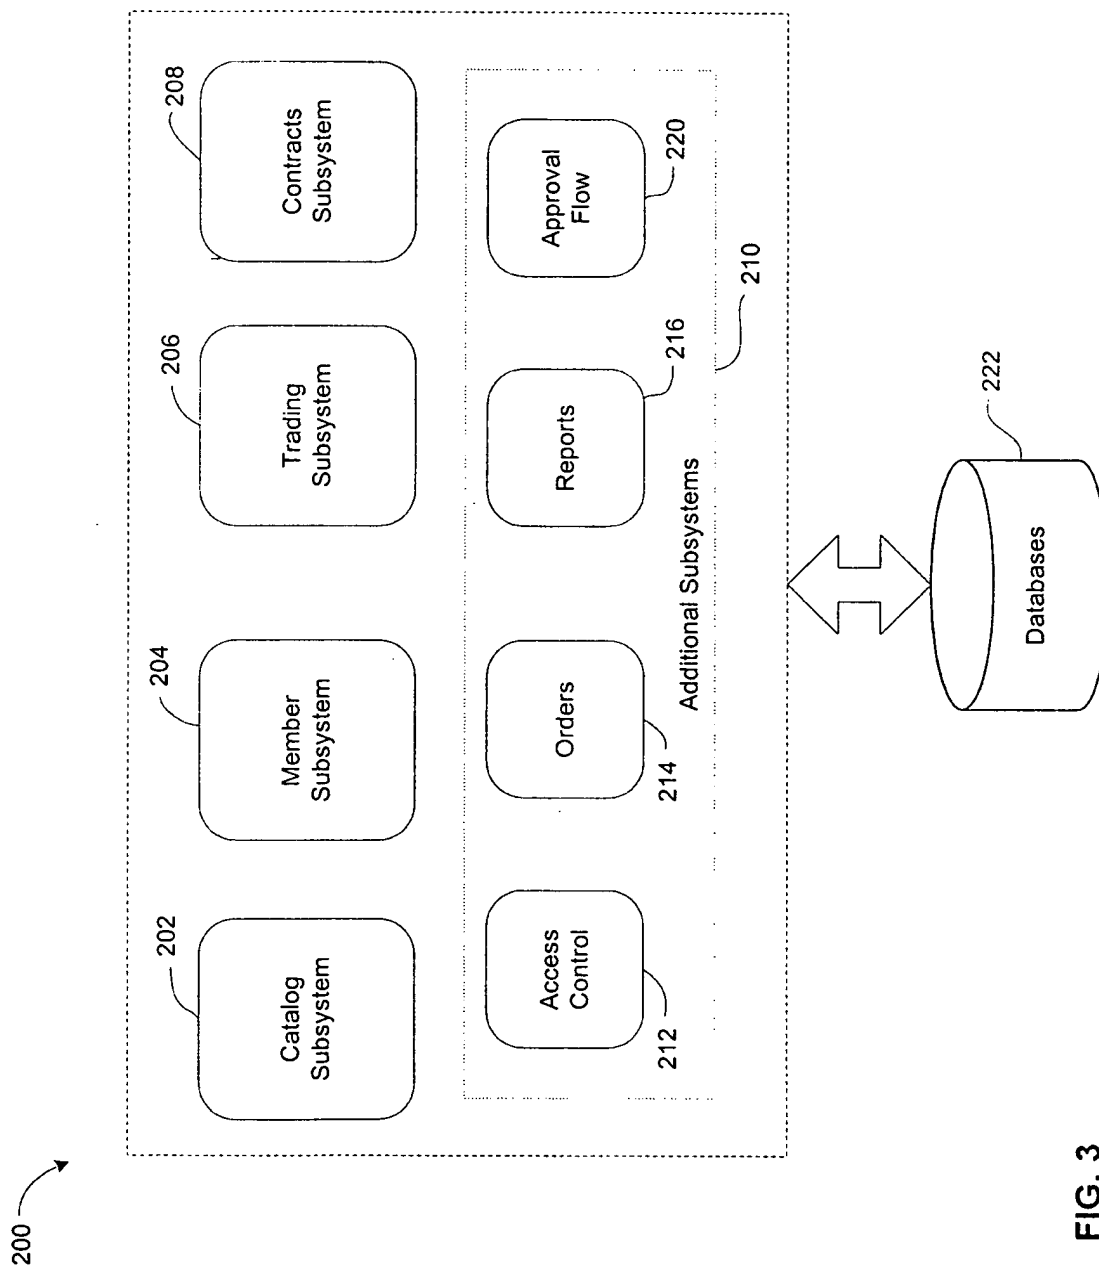 200
202
204
206
208
Catalog
Subsystem
Member
Subsystem
Trading
Subsystem
Contracts
Subsystem
Access
Control
Orders
Reports
Approval
Flow
212
214
216
220
Additional Subsystems
210
Databases
222
FIG. 3